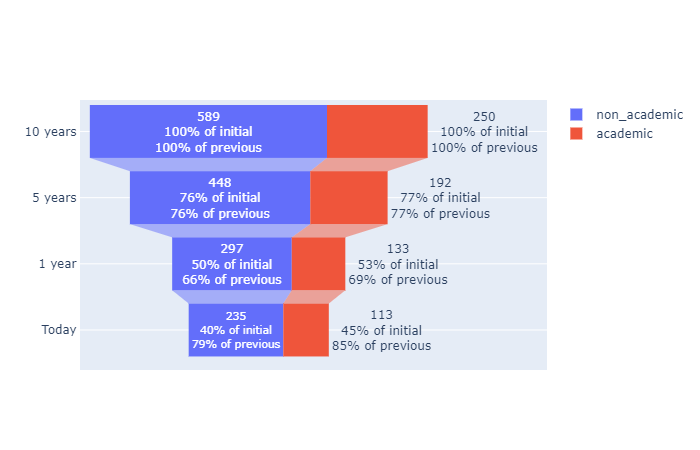 10 years
589
100% of initial
100% of previous
250
100% of initial
100% of previous
5 years
448
76% of initial
76% of previous
192
77% of initial
77% of previous
1 year
297
50% of initial
66% of previous
133
53% of initial
69% of previous
Today
235
40% of initial
79% of previous
113
45% of initial
85% of previous
non_academic
academic